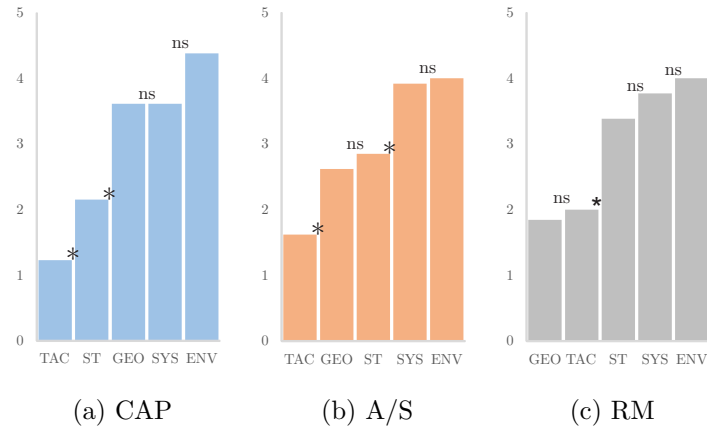 5
4
3
2
1
0
ns
ns
*
*
TAC ST GEO SYS ENV
(a) CAP
5
4
3
2
1
0
ns
ns
*
*
TAC GEO ST SYS ENV
(b) A/S
5
4
3
2
1
0
ns
ns
ns
*
GEO TAC ST SYS ENV
(c) RM